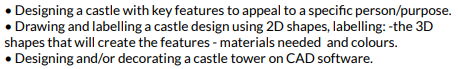 • Designing a castle with key features to appeal to a specific person/purpose.
• Drawing and labelling a castle design using 2D shapes, labelling: -the 3D
shapes that will create the features - materials needed and colours.
• Designing and/or decorating a castle tower on CAD software.